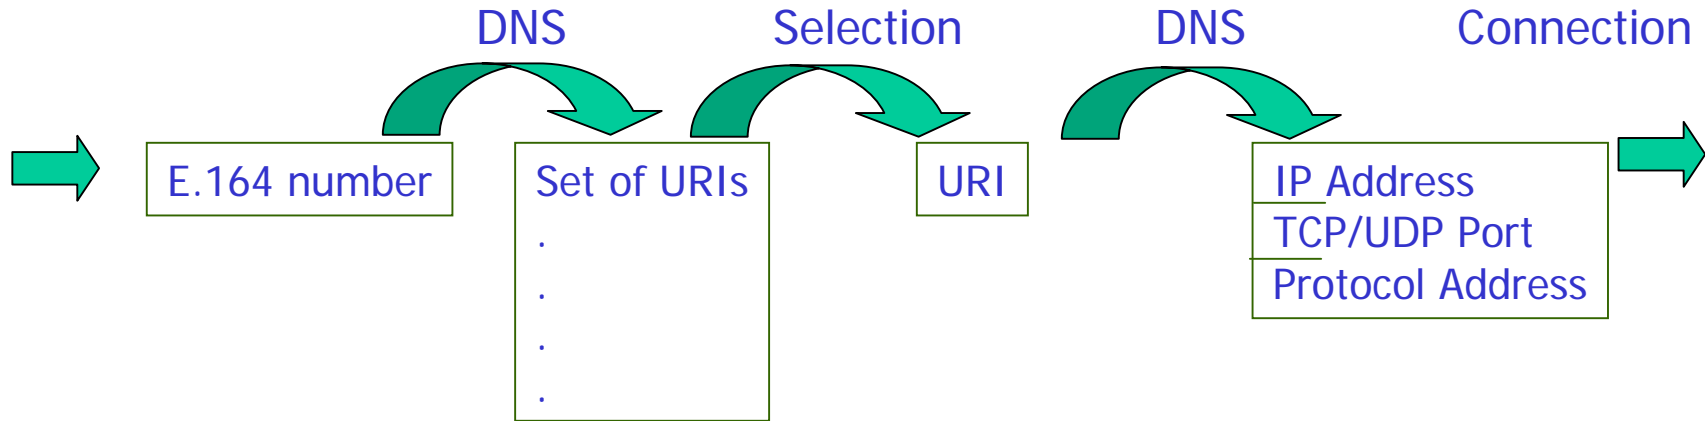 DNS Selection DNS Connection
E.164 number
Set of URIs
.
.
.
.
URI
IP Address
TCP/UDP Port
Protocol Address